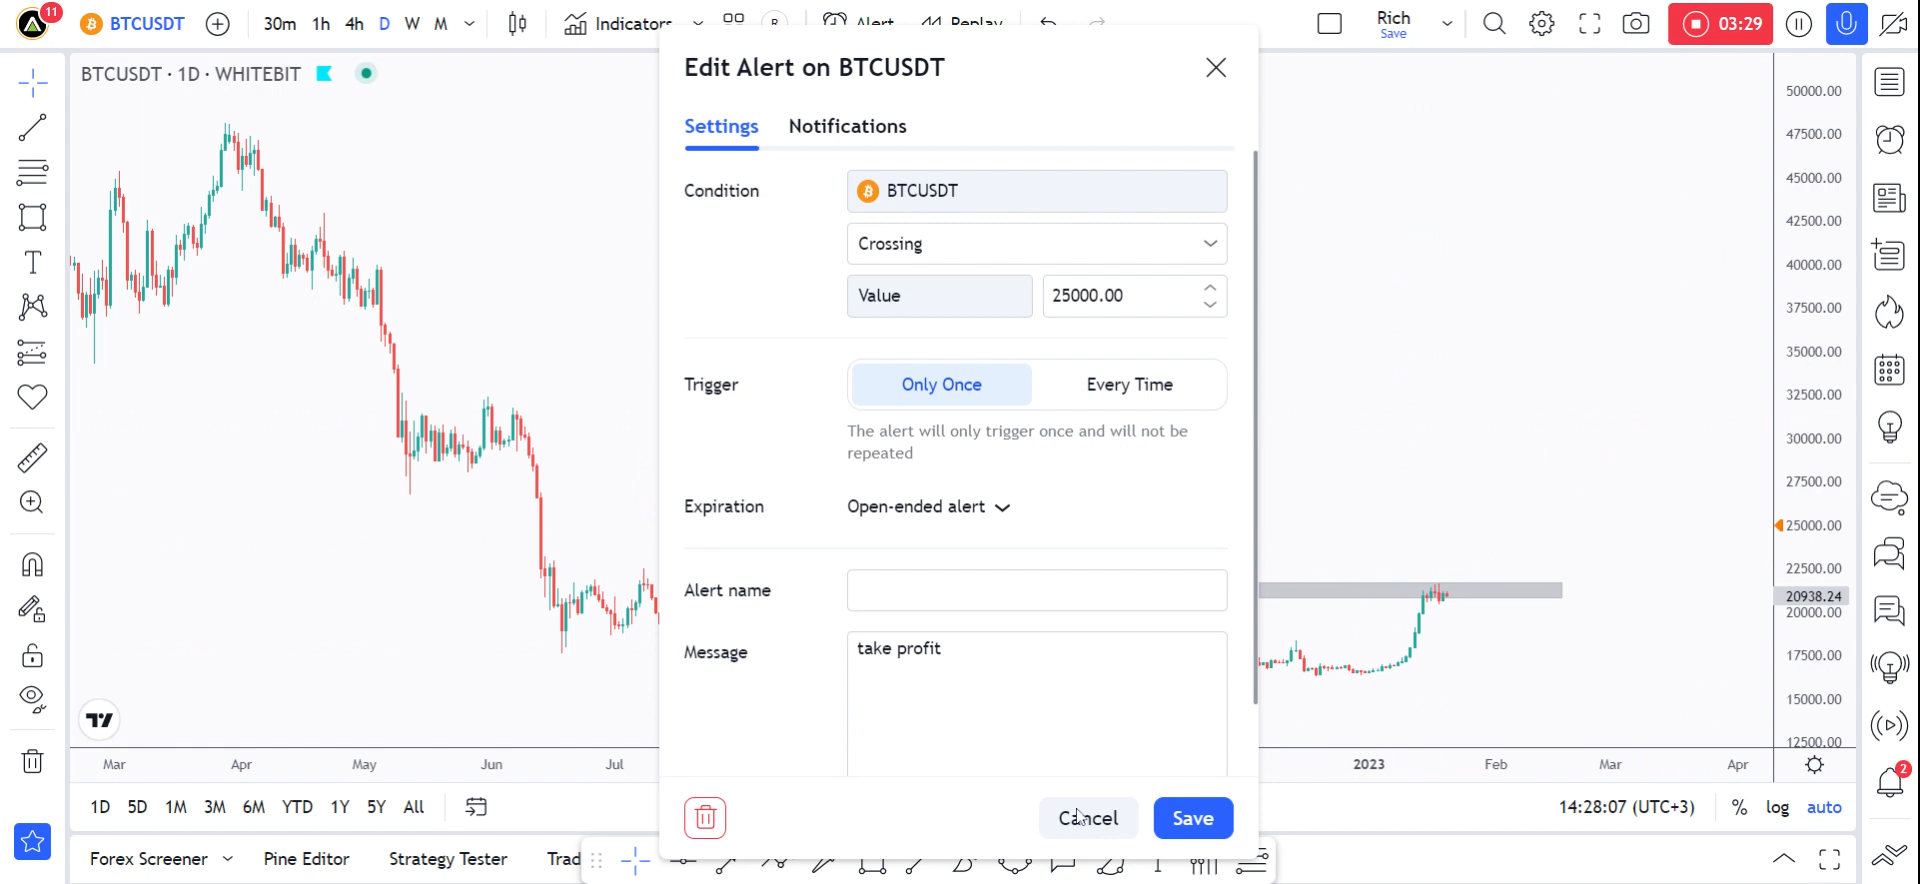 11
BTCUSDT
30m 1h 4h D W M
Indicators
Alert
Replay
Rich
Save
03:29
BTCUSDT · 1D · WHITEBIT
Edit Alert on BTCUSDT
Settings Notifications
Condition
BTCUSDT
Crossing
Value
25000.00
Trigger
Only Once
Every Time
The alert will only trigger once and will not be
repeated
Expiration
Open-ended alert
Alert name
Message
take profit
Cancel
Save
50000.00
47500.00
45000.00
42500.00
40000.00
37500.00
35000.00
32500.00
30000.00
27500.00
25000.00
22500.00
20938.24
20000.00
17500.00
15000.00
12500.00
Mar Apr May Jun Jul 2023 Feb Mar Apr
1D 5D 1M 3M 6M YTD 1Y 5Y All
14:28:07 (UTC+3) % log auto
2
Forex Screener Pine Editor Strategy Tester Trad